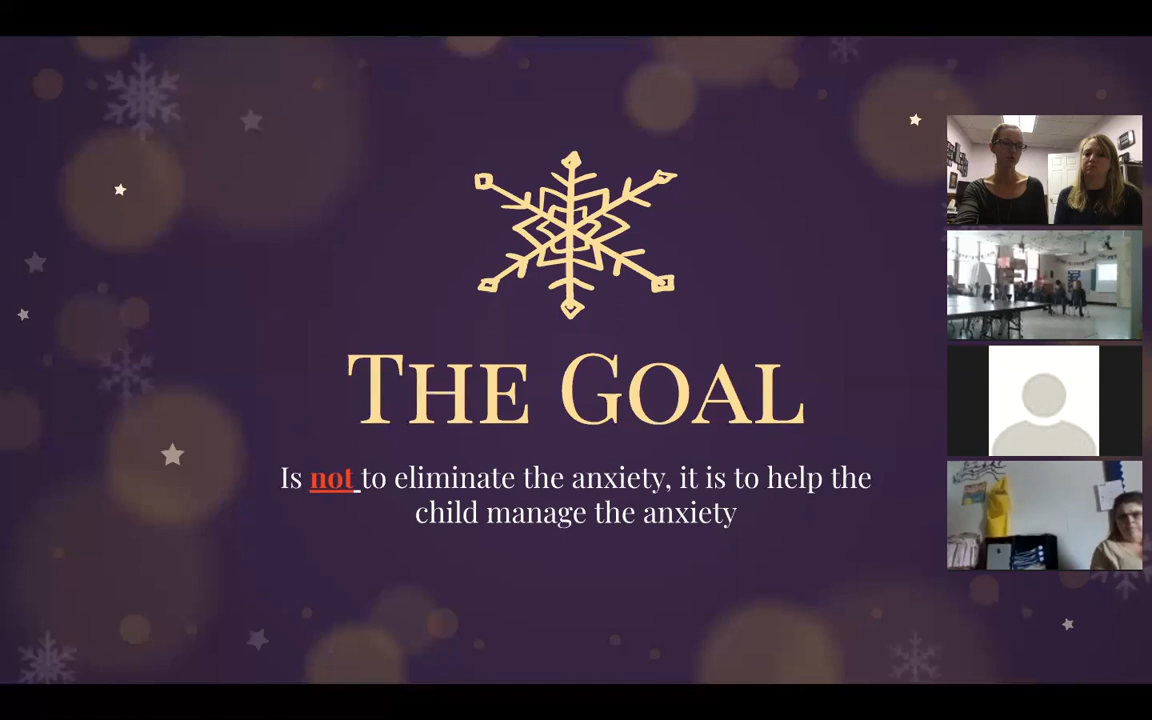 THE GOAL
Is not to eliminate the anxiety, it is to help the
child manage the anxiety